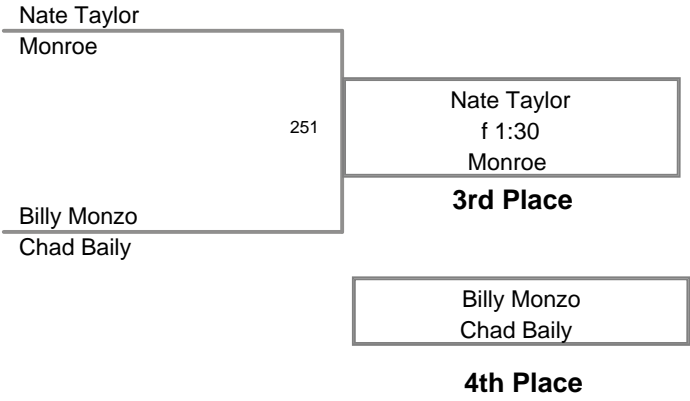 Nate Taylor
Monroe
251
Nate Taylor
f 1:30
Monroe
3rd Place
Billy Monzo
Chad Baily
Billy Monzo
Chad Baily
4th Place